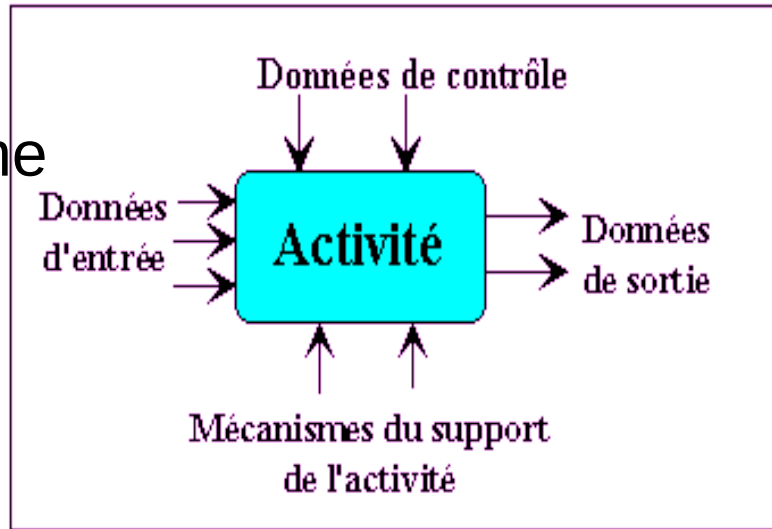 Données de contrôle
Données
d'entrée
Activité
Données
de sortie
Mécanismes du support
de l'activité